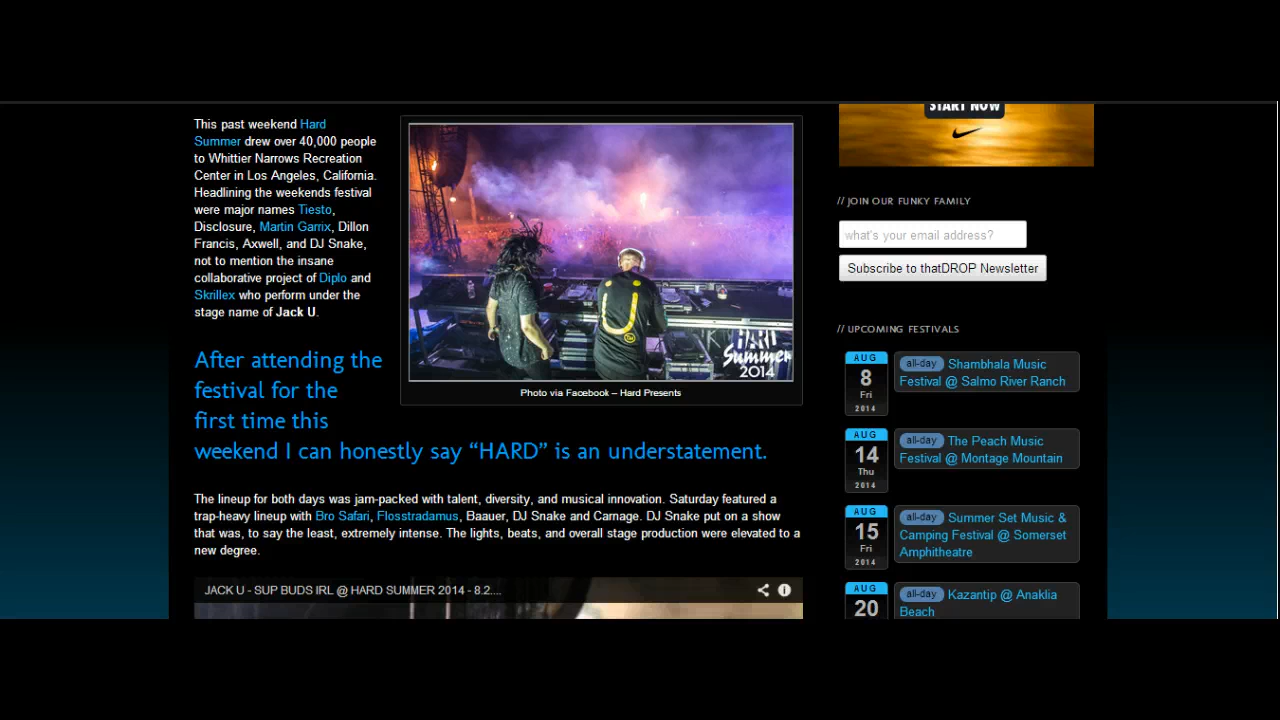 This past weekend Hard
Summer drew over 40,000 people
to Whittier Narrows Recreation
Center in Los Angeles, California.
Headlining the weekends festival
were major names Tiesto,
Disclosure, Martin Garrix, Dillon
Francis, Axwell, and DJ Snake,
not to mention the insane
collaborative project of Diplo and
Skrillex who perform under the
stage name of Jack U.
HARD
Summer
2014
Photo via Facebook – Hard Presents
After attending the
festival for the
first time this
weekend I can honestly say “HARD” is an understatement.
The lineup for both days was jam-packed with talent, diversity, and musical innovation. Saturday featured a
trap-heavy lineup with Bro Safari, Flosstradamus, Baauer, DJ Snake and Carnage. DJ Snake put on a show
that was, to say the least, extremely intense. The lights, beats, and overall stage production were elevated to a
new degree.
JACK U - SUP BUDS IRL @ HARD SUMMER 2014 - 8.2....
START NOW
// JOIN OUR FUNKY FAMILY
what's your email address?
Subscribe to thatDROP Newsletter
// UPCOMING FESTIVALS
AUG
8
Fri
2014
all-day Shambhala Music
Festival @ Salmo River Ranch
AUG
14
Thu
2014
all-day The Peach Music
Festival @ Montage Mountain
AUG
15
Fri
2014
all-day Summer Set Music &
Camping Festival @ Somerset
Amphitheatre
AUG
20
all-day Kazantip @ Anaklia
Beach